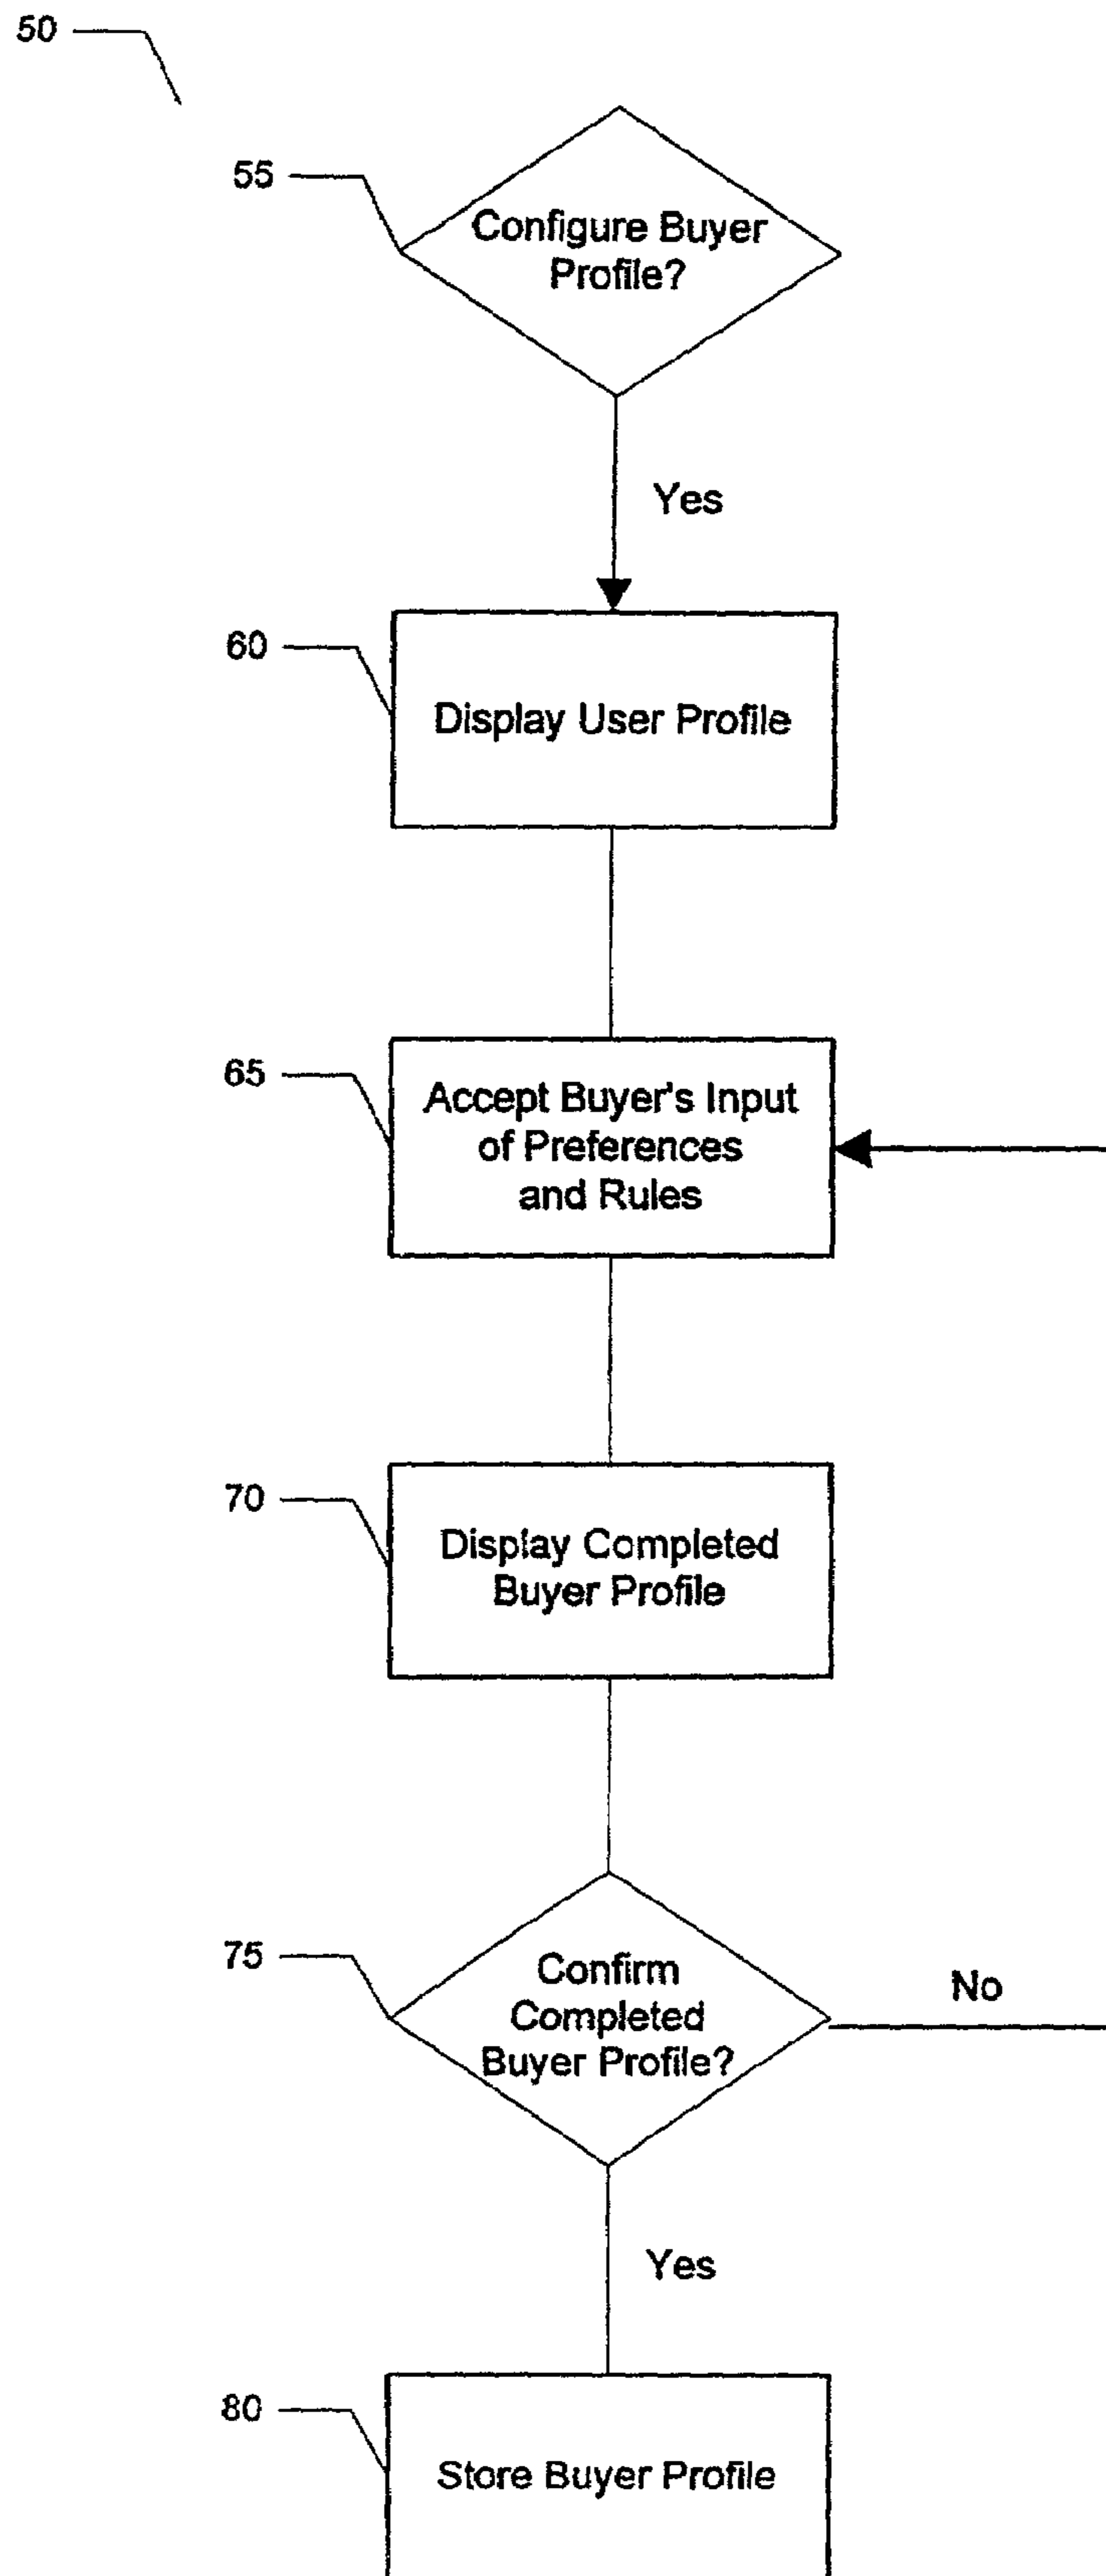 50
55
Configure Buyer
Profile?
Yes
60
Display User Profile
65
Accept Buyer's Input
of Preferences
and Rules
70
Display Completed
Buyer Profile
75
Confirm
Completed
Buyer Profile?
No
Yes
80
Store Buyer Profile